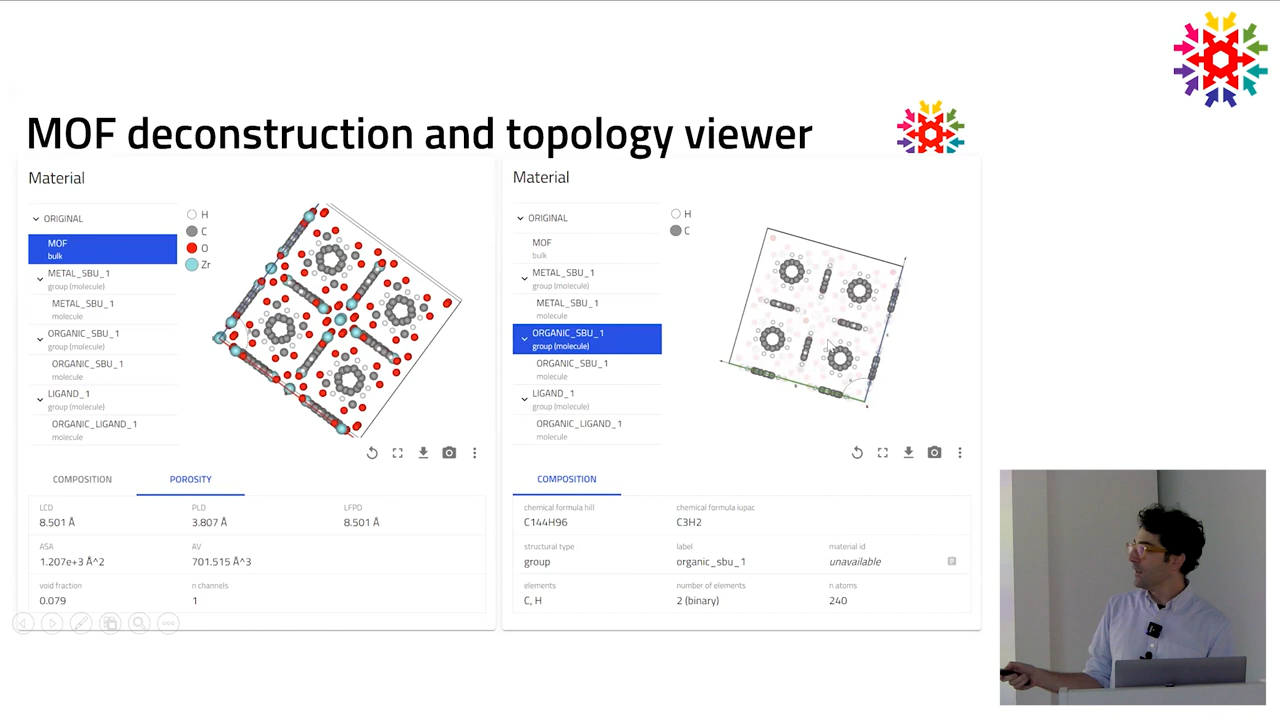 MOF deconstruction and topology viewer
Material
ORIGINAL
MOF
bulk
METAL_SBU_1
group (molecule)
METAL_SBU_1
molecule
ORGANIC_SBU_1
group (molecule)
ORGANIC_SBU_1
molecule
LIGAND_1
group (molecule)
ORGANIC_LIGAND_1
molecule
H
C
O
Zr
COMPOSITION POROSITY
LCD PLD LFPD
8.501 Å 3.807 Å 8.501 Å
ASA AV
1.207e+3 Å^2 701.515 Å^3
void fraction n channels
0.079 1
Material
ORIGINAL
MOF
bulk
METAL_SBU_1
group (molecule)
METAL_SBU_1
molecule
ORGANIC_SBU_1
group (molecule)
ORGANIC_SBU_1
molecule
LIGAND_1
group (molecule)
ORGANIC_LIGAND_1
molecule
H
C
COMPOSITION
chemical formula hill chemical formula iupac
C144H96 C3H2
structural type label material id
group organic_sbu_1 unavailable
elements number of elements n atoms
C, H 2 (binary) 240